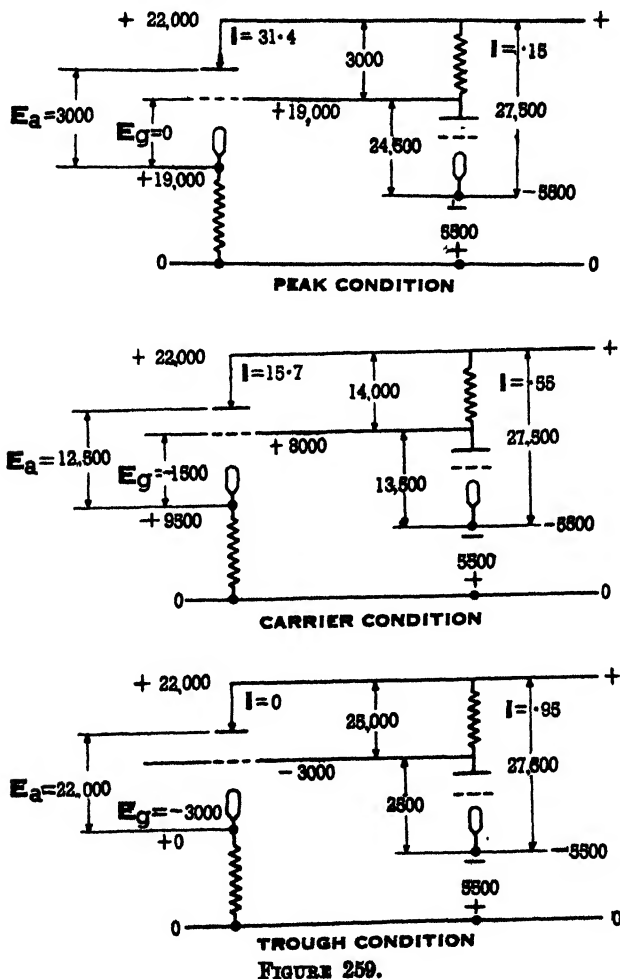 + 22,000 +
I = 31·4 I = ·15
3000
Ea = 3000 27,500
Eg = 0 +19,000
24,500
+19,000 -5500
5500
0 + 0
PEAK CONDITION
+ 22,000 +
I = 15·7 I = ·55
14,000
+ 8000 27,500
Ea = 12,500 Eg = -1500
13,500
+ 9500 -5500
5500
0 + 0
CARRIER CONDITION
+ 22,000 +
I = 0 I = ·95
25,000
- 3000 27,500
Ea = 22,000 Eg = -3000 2500
+0 -5500
5500
0 + 0
TROUGH CONDITION
FIGURE 259.